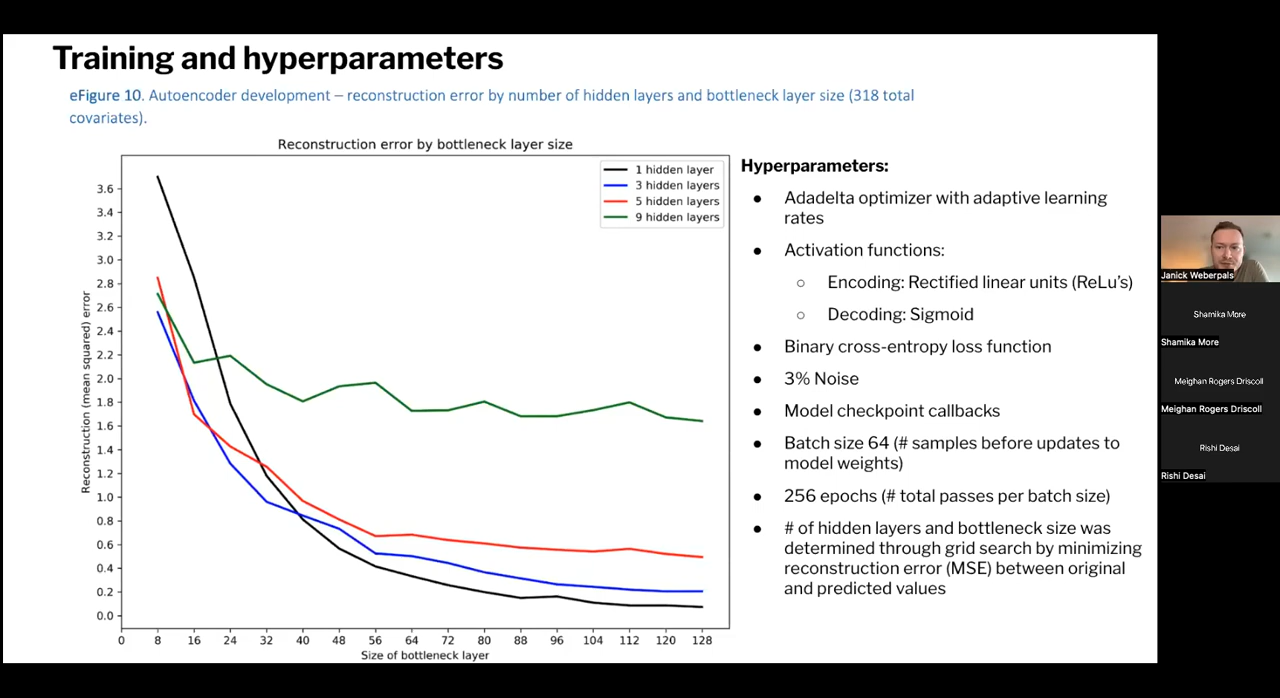 Training and hyperparameters
eFigure 10. Autoencoder development – reconstruction error by number of hidden layers and bottleneck layer size (318 total
covariates).
Reconstruction error by bottleneck layer size
1 hidden layer
3 hidden layers
5 hidden layers
9 hidden layers
Reconstruction (mean squared) error
3.6
3.4
3.2
3.0
2.8
2.6
2.4
2.2
2.0
1.8
1.6
1.4
1.2
1.0
0.8
0.6
0.4
0.2
0.0
0 8 16 24 32 40 48 56 64 72 80 88 96 104 112 120 128
Size of bottleneck layer
Hyperparameters:
● Adadelta optimizer with adaptive learning
rates
● Activation functions:
○ Encoding: Rectified linear units (ReLu's)
○ Decoding: Sigmoid
● Binary cross-entropy loss function
● 3% Noise
● Model checkpoint callbacks
● Batch size 64 (# samples before updates to
model weights)
● 256 epochs (# total passes per batch size)
● # of hidden layers and bottleneck size was
determined through grid search by minimizing
reconstruction error (MSE) between original
and predicted values
Janick Weberpals
Shamika More
Shamika More
Meighan Rogers Driscoll
Meighan Rogers Driscoll
Rishi Desai
Rishi Desai